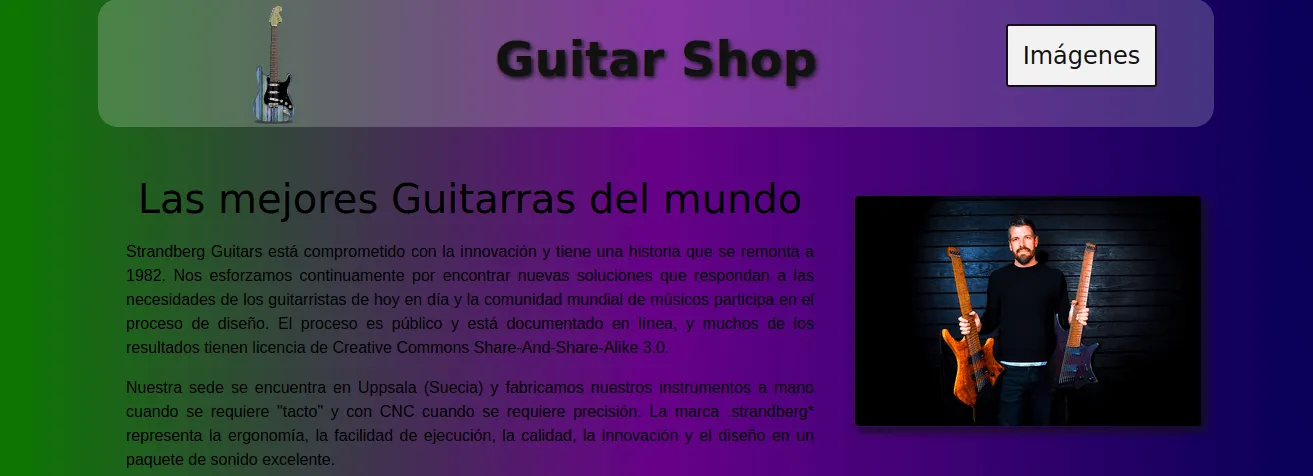 Guitar Shop
Imágenes
Las mejores Guitarras del mundo
Strandberg Guitars está comprometido con la innovación y tiene una historia que se remonta a
1982. Nos esforzamos continuamente por encontrar nuevas soluciones que respondan a las
necesidades de los guitarristas de hoy en día y la comunidad mundial de músicos participa en el
proceso de diseño. El proceso es público y está documentado en línea, y muchos de los
resultados tienen licencia de Creative Commons Share-And-Share-Alike 3.0.
Nuestra sede se encuentra en Uppsala (Suecia) y fabricamos nuestros instrumentos a mano
cuando se requiere "tacto" y con CNC cuando se requiere precisión. La marca .strandberg*
representa la ergonomía, la facilidad de ejecución, la calidad, la innovación y el diseño en un
paquete de sonido excelente.